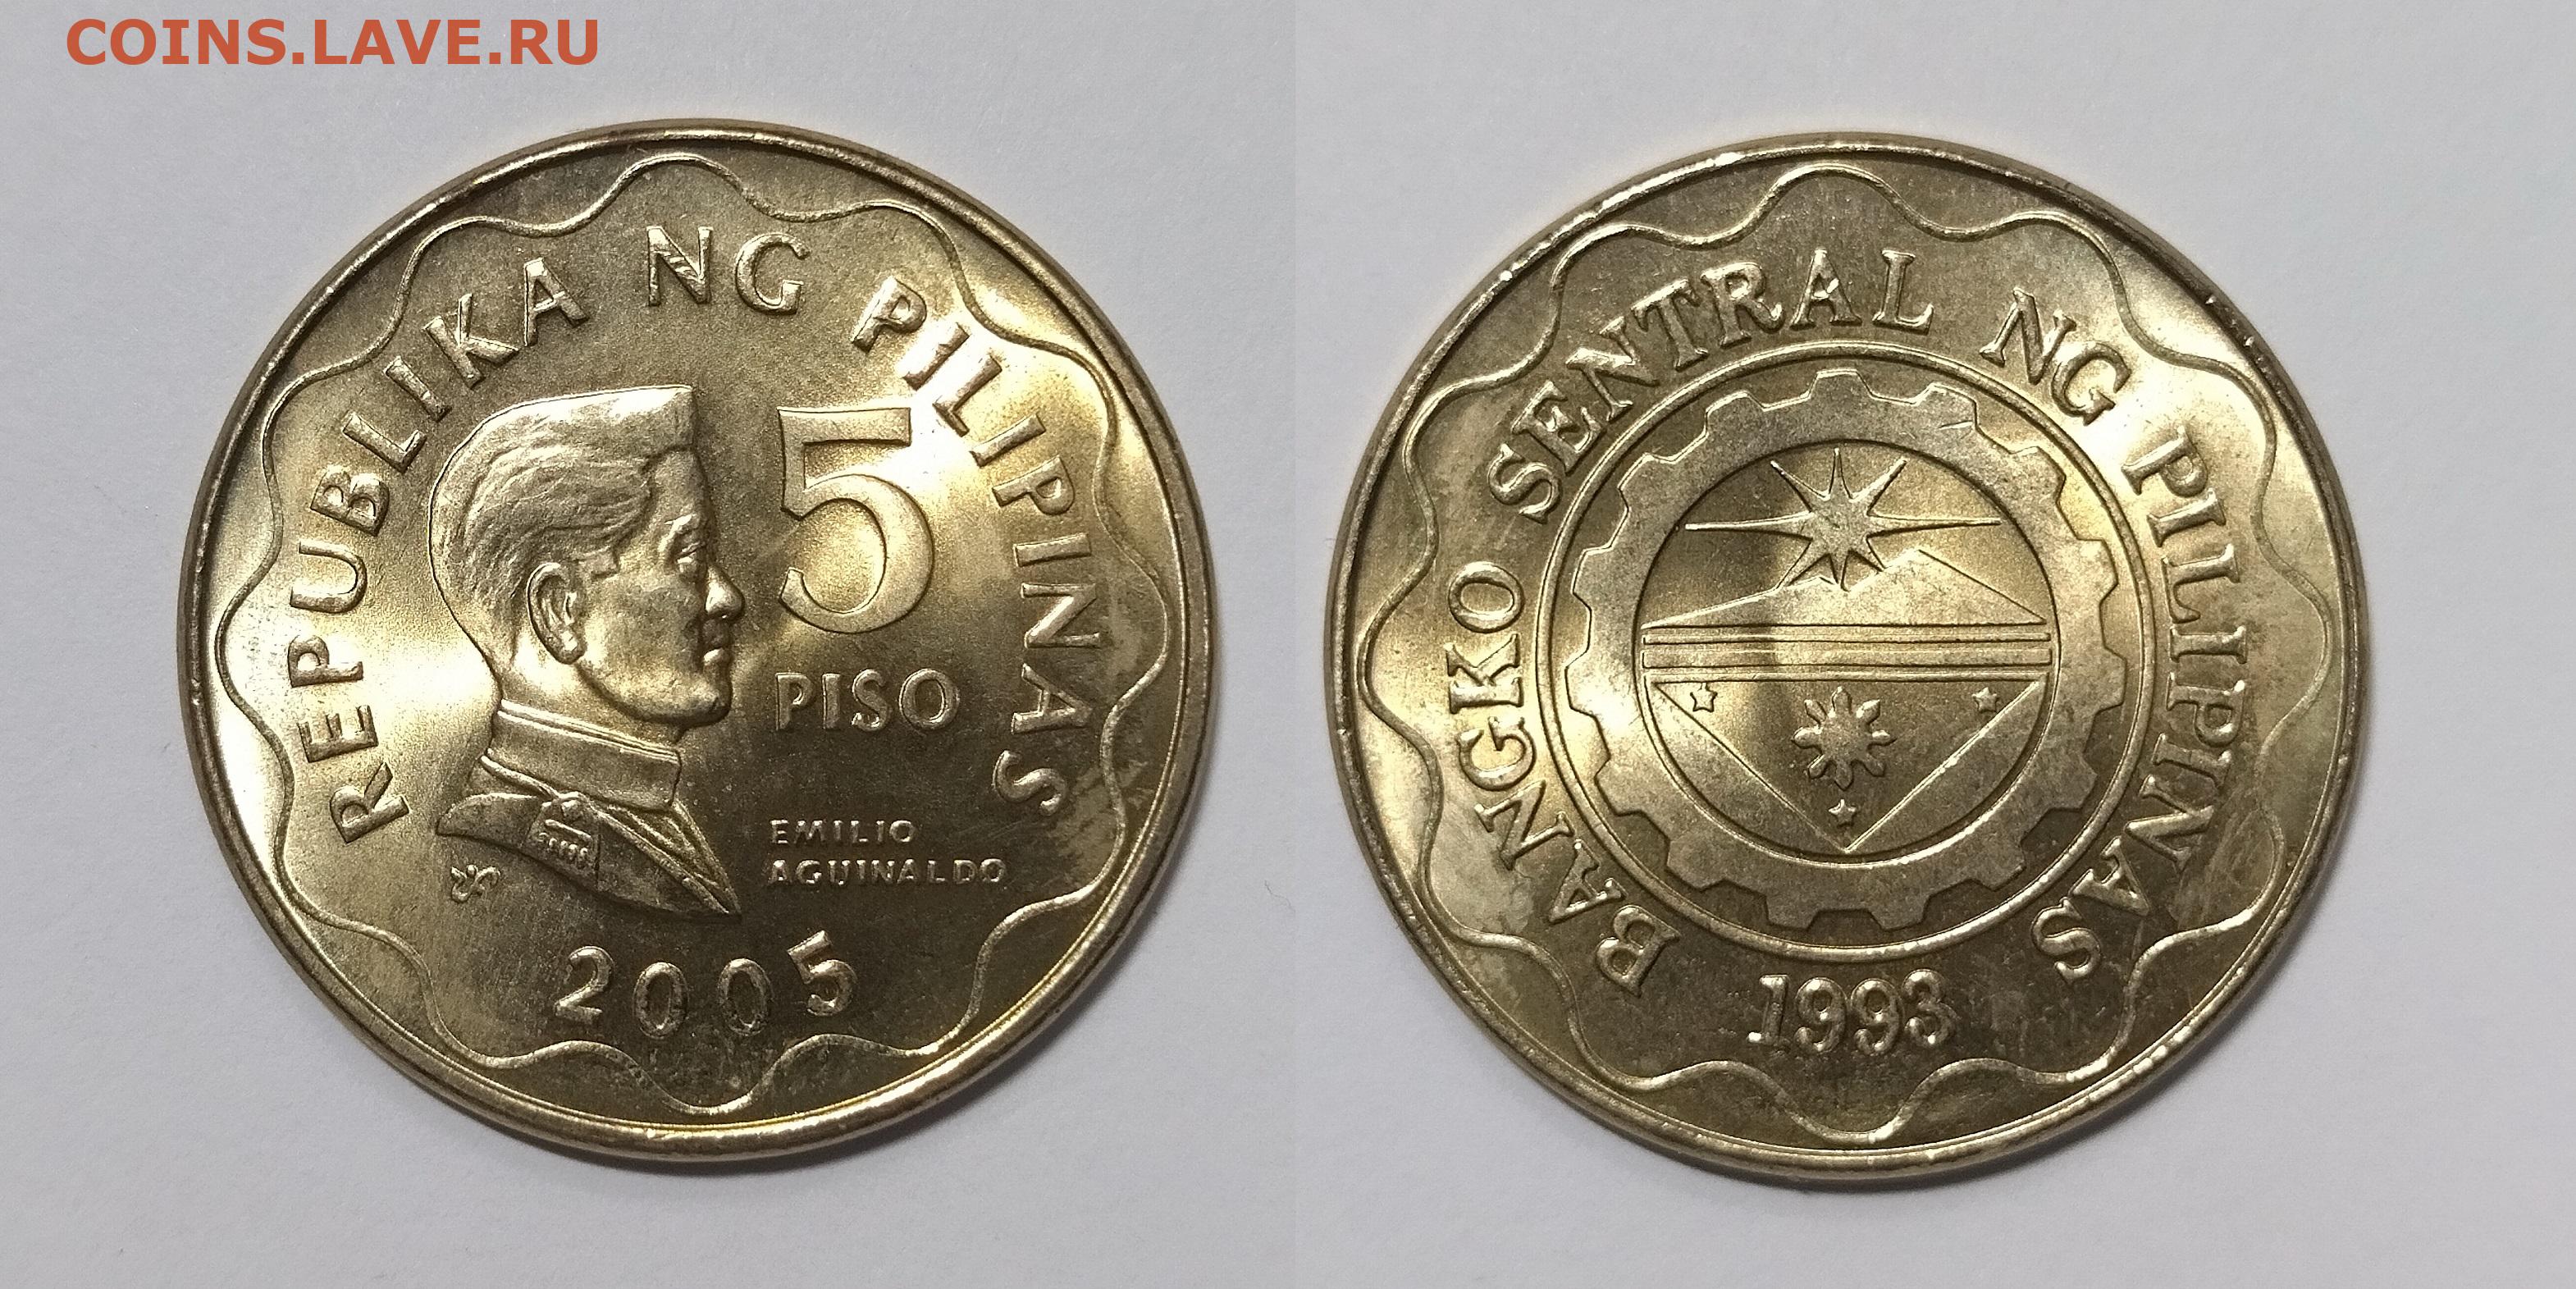 COINS.LAVE.RU
REPUBLIKA NG PILIPINAS
5
PISO
EMILIO
AGUINALDO
2005
BANGKO SENTRAL NG PILIPINAS
1993